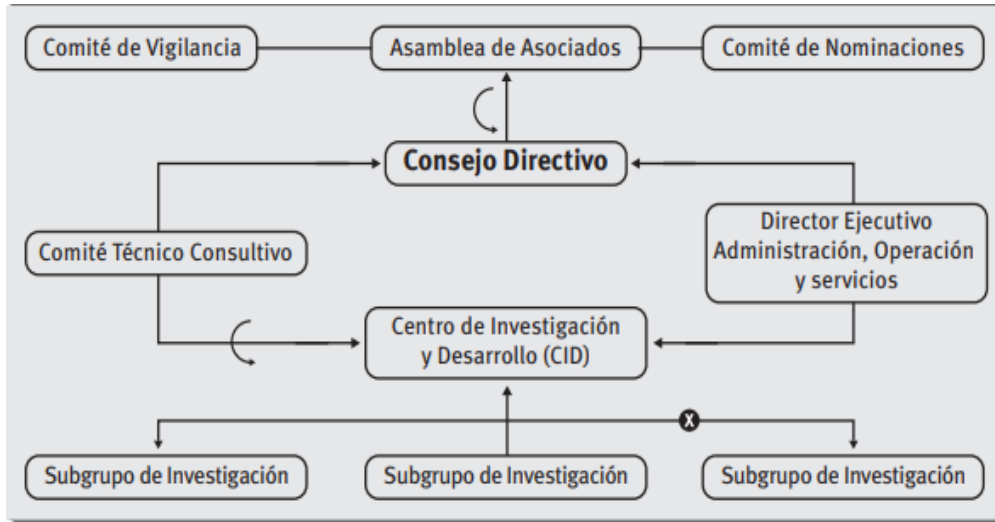 Comité de Vigilancia
Asamblea de Asociados
Comité de Nominaciones
Consejo Directivo
Comité Técnico Consultivo
Director Ejecutivo
Administración, Operación
y servicios
Centro de Investigación
y Desarrollo (CID)
X
Subgrupo de Investigación
Subgrupo de Investigación
Subgrupo de Investigación